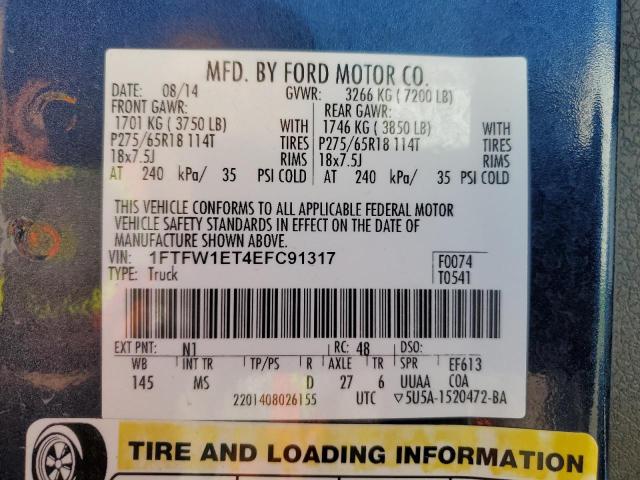 MFD. BY FORD MOTOR CO.
DATE: 08/14 GVWR: 3266 KG ( 7200 LB)
FRONT GAWR: REAR GAWR:
1701 KG ( 3750 LB) WITH 1746 KG ( 3850 LB) WITH
P275/65R18 114T TIRES P275/65R18 114T TIRES
18x7.5J RIMS 18x7.5J RIMS
AT 240 kPa/ 35 PSI COLD AT 240 kPa/ 35 PSI COLD
THIS VEHICLE CONFORMS TO ALL APPLICABLE FEDERAL MOTOR
VEHICLE SAFETY STANDARDS IN EFFECT ON THE DATE OF
MANUFACTURE SHOWN ABOVE.
VIN: 1FTFW1ET4EFC91317 F0074
TYPE: Truck T0541
EXT PNT: N1 RC: 48 DSO:
WB INT TR TP/PS R AXLE TR SPR EF613
145 MS D 27 6 UUAA COA
2201408026155 UTC ▽5U5A-1520472-BA
TIRE AND LOADING INFORMATION